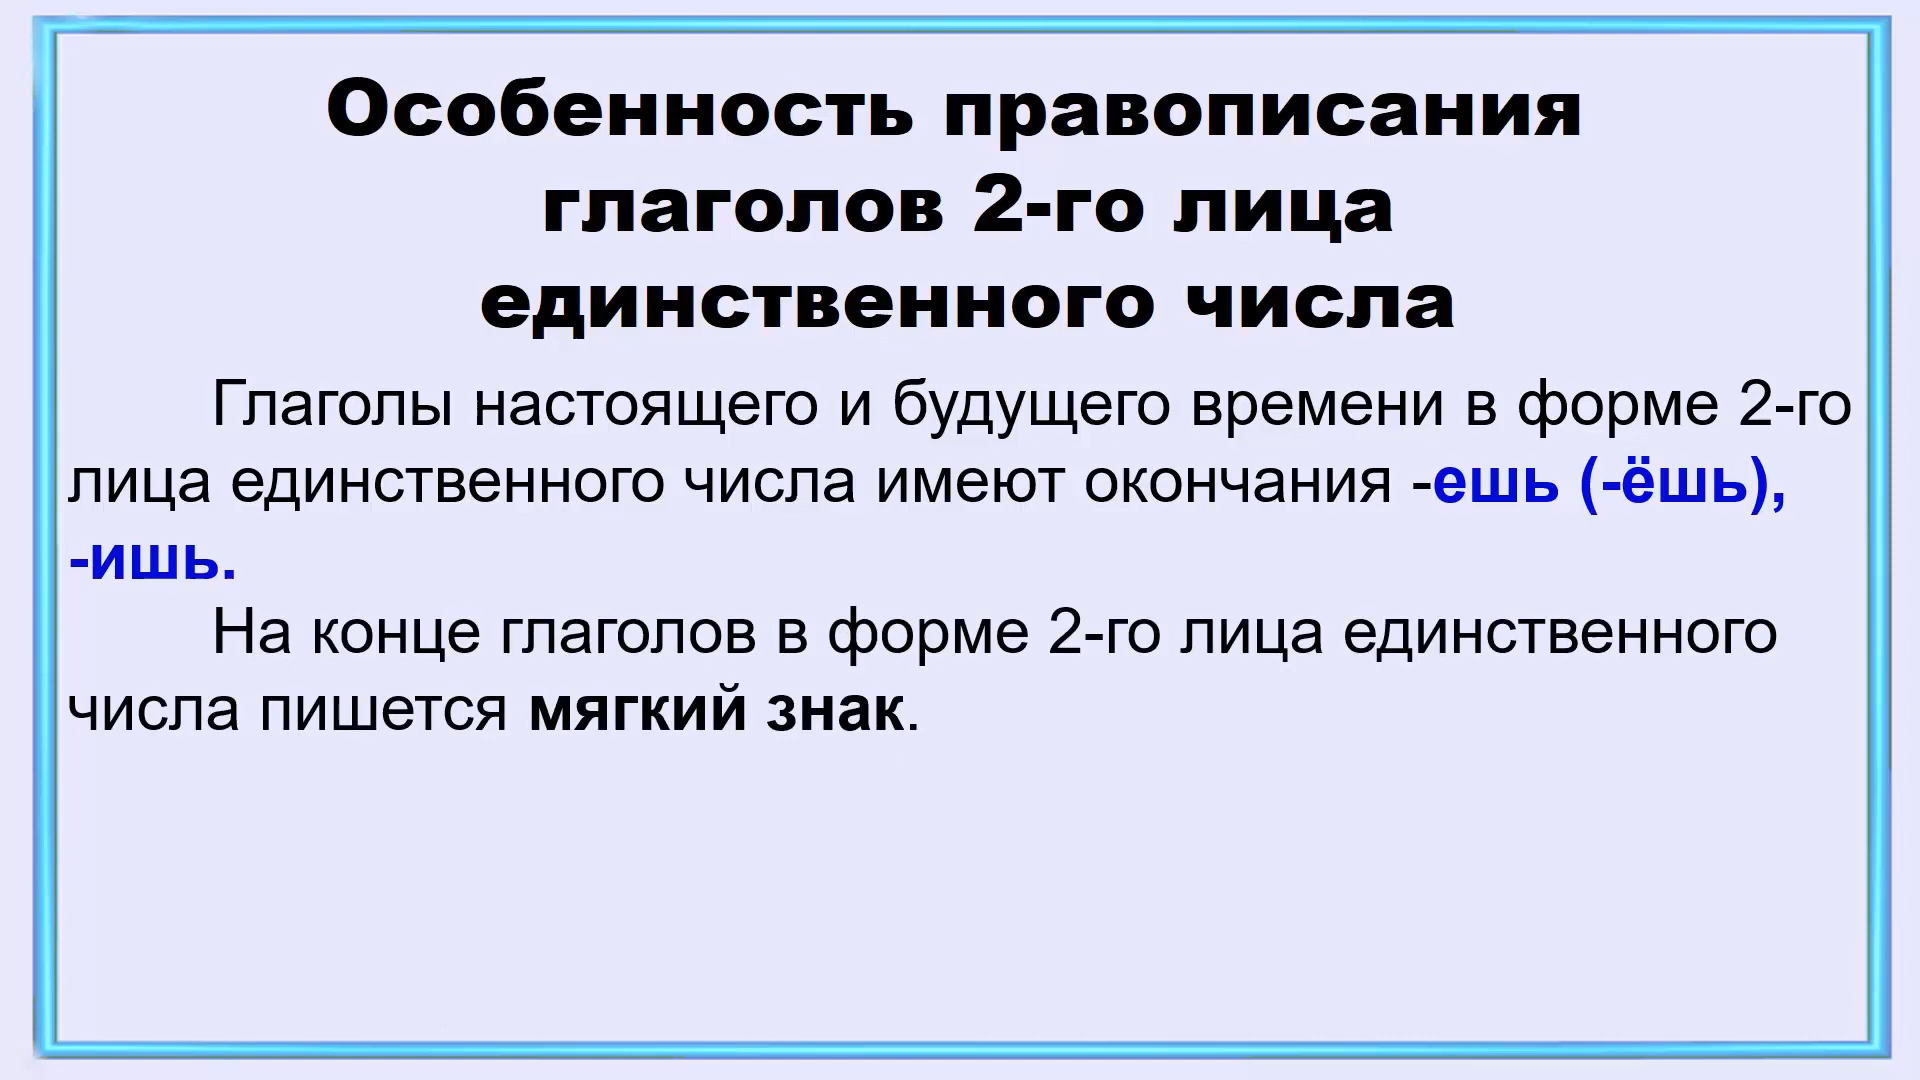 Особенность правописания
глаголов 2-го лица
единственного числа
Глаголы настоящего и будущего времени в форме 2-го
лица единственного числа имеют окончания -ешь (-ёшь),
-ишь.
На конце глаголов в форме 2-го лица единственного
числа пишется мягкий знак.